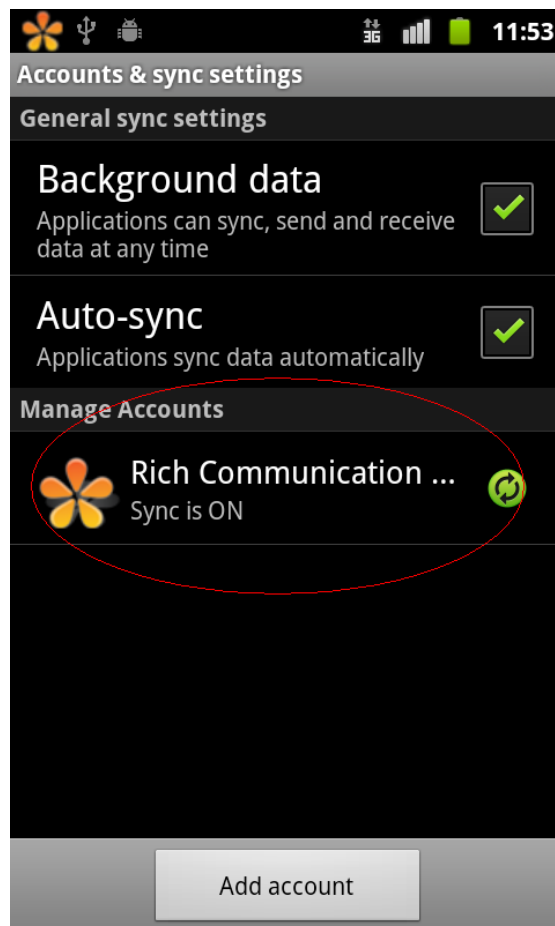 3G 11:53
Accounts & sync settings
General sync settings
Background data
Applications can sync, send and receive
data at any time
Auto-sync
Applications sync data automatically
Manage Accounts
Rich Communication ...
Sync is ON
Add account